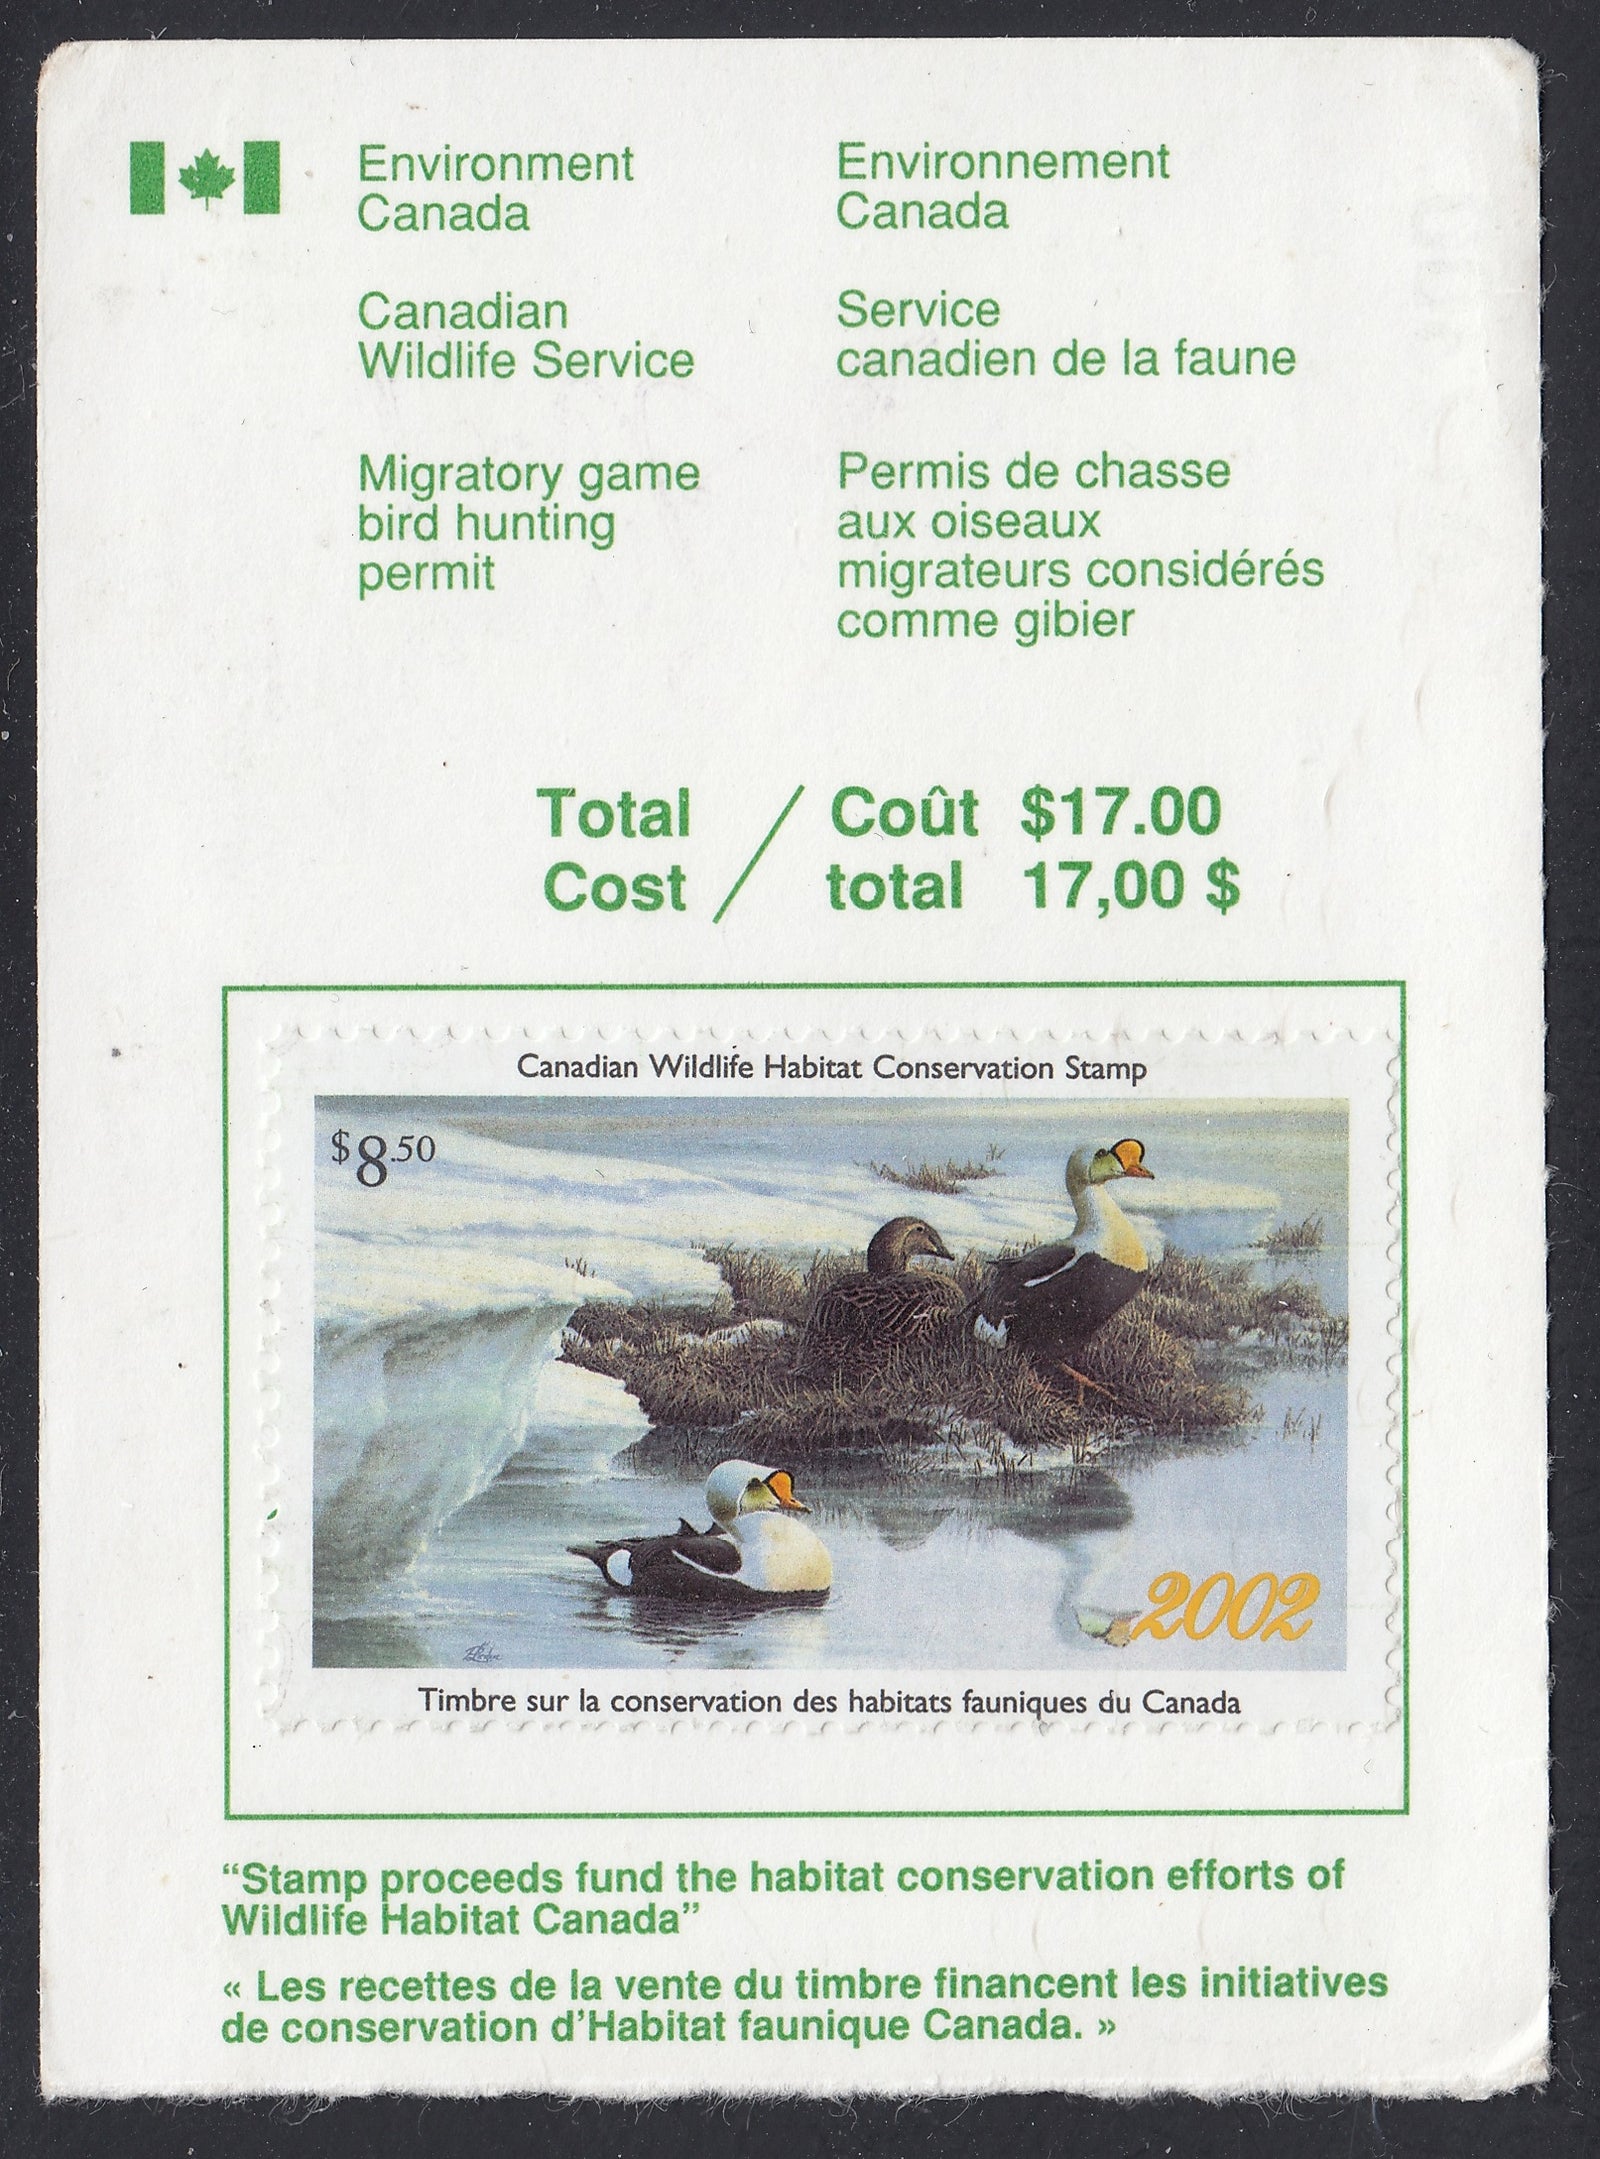 Environment
Canada
Environnement
Canada
Canadian
Wildlife Service
Service
canadien de la faune
Migratory game
bird hunting
permit
Permis de chasse
aux oiseaux
migrateurs considérés
comme gibier
Total / Coût $17.00
Cost total 17,00 $
Canadian Wildlife Habitat Conservation Stamp
$8.50
2002
Timbre sur la conservation des habitats fauniques du Canada
“Stamp proceeds fund the habitat conservation efforts of
Wildlife Habitat Canada”
« Les recettes de la vente du timbre financent les initiatives
de conservation d’Habitat faunique Canada. »